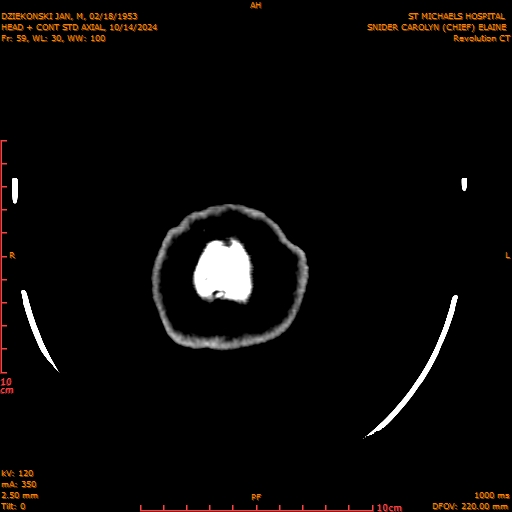 AH
DZIEKONSKI JAN, M, 02/18/1953
HEAD + CONT STD AXIAL, 10/14/2024
Fr: 59, WL: 30, WW: 100
ST MICHAELS HOSPITAL
SNIDER CAROLYN (CHIEF) ELAINE
Revolution CT
R
L
10
cm
kV: 120
mA: 350
2.50 mm
Tilt: 0
PF
10cm
1000 ms
DFOV: 220.00 mm